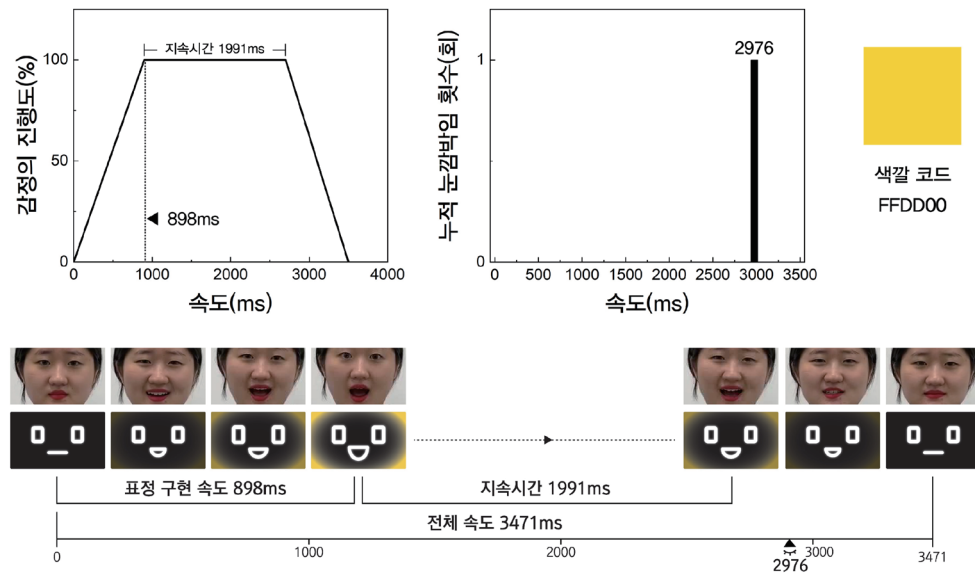 감정의 진행도(%)
100
50
0
지속시간 1991ms
898ms
0 1000 2000 3000 4000
속도(ms)
누적 눈깜박임 횟수(회)
1
0
2976
0 500 1000 1500 2000 2500 3000 3500
속도(ms)
색깔 코드
FFDD00
표정 구현 속도 898ms
지속시간 1991ms
전체 속도 3471ms
0 1000 2000 3000 3471
2976